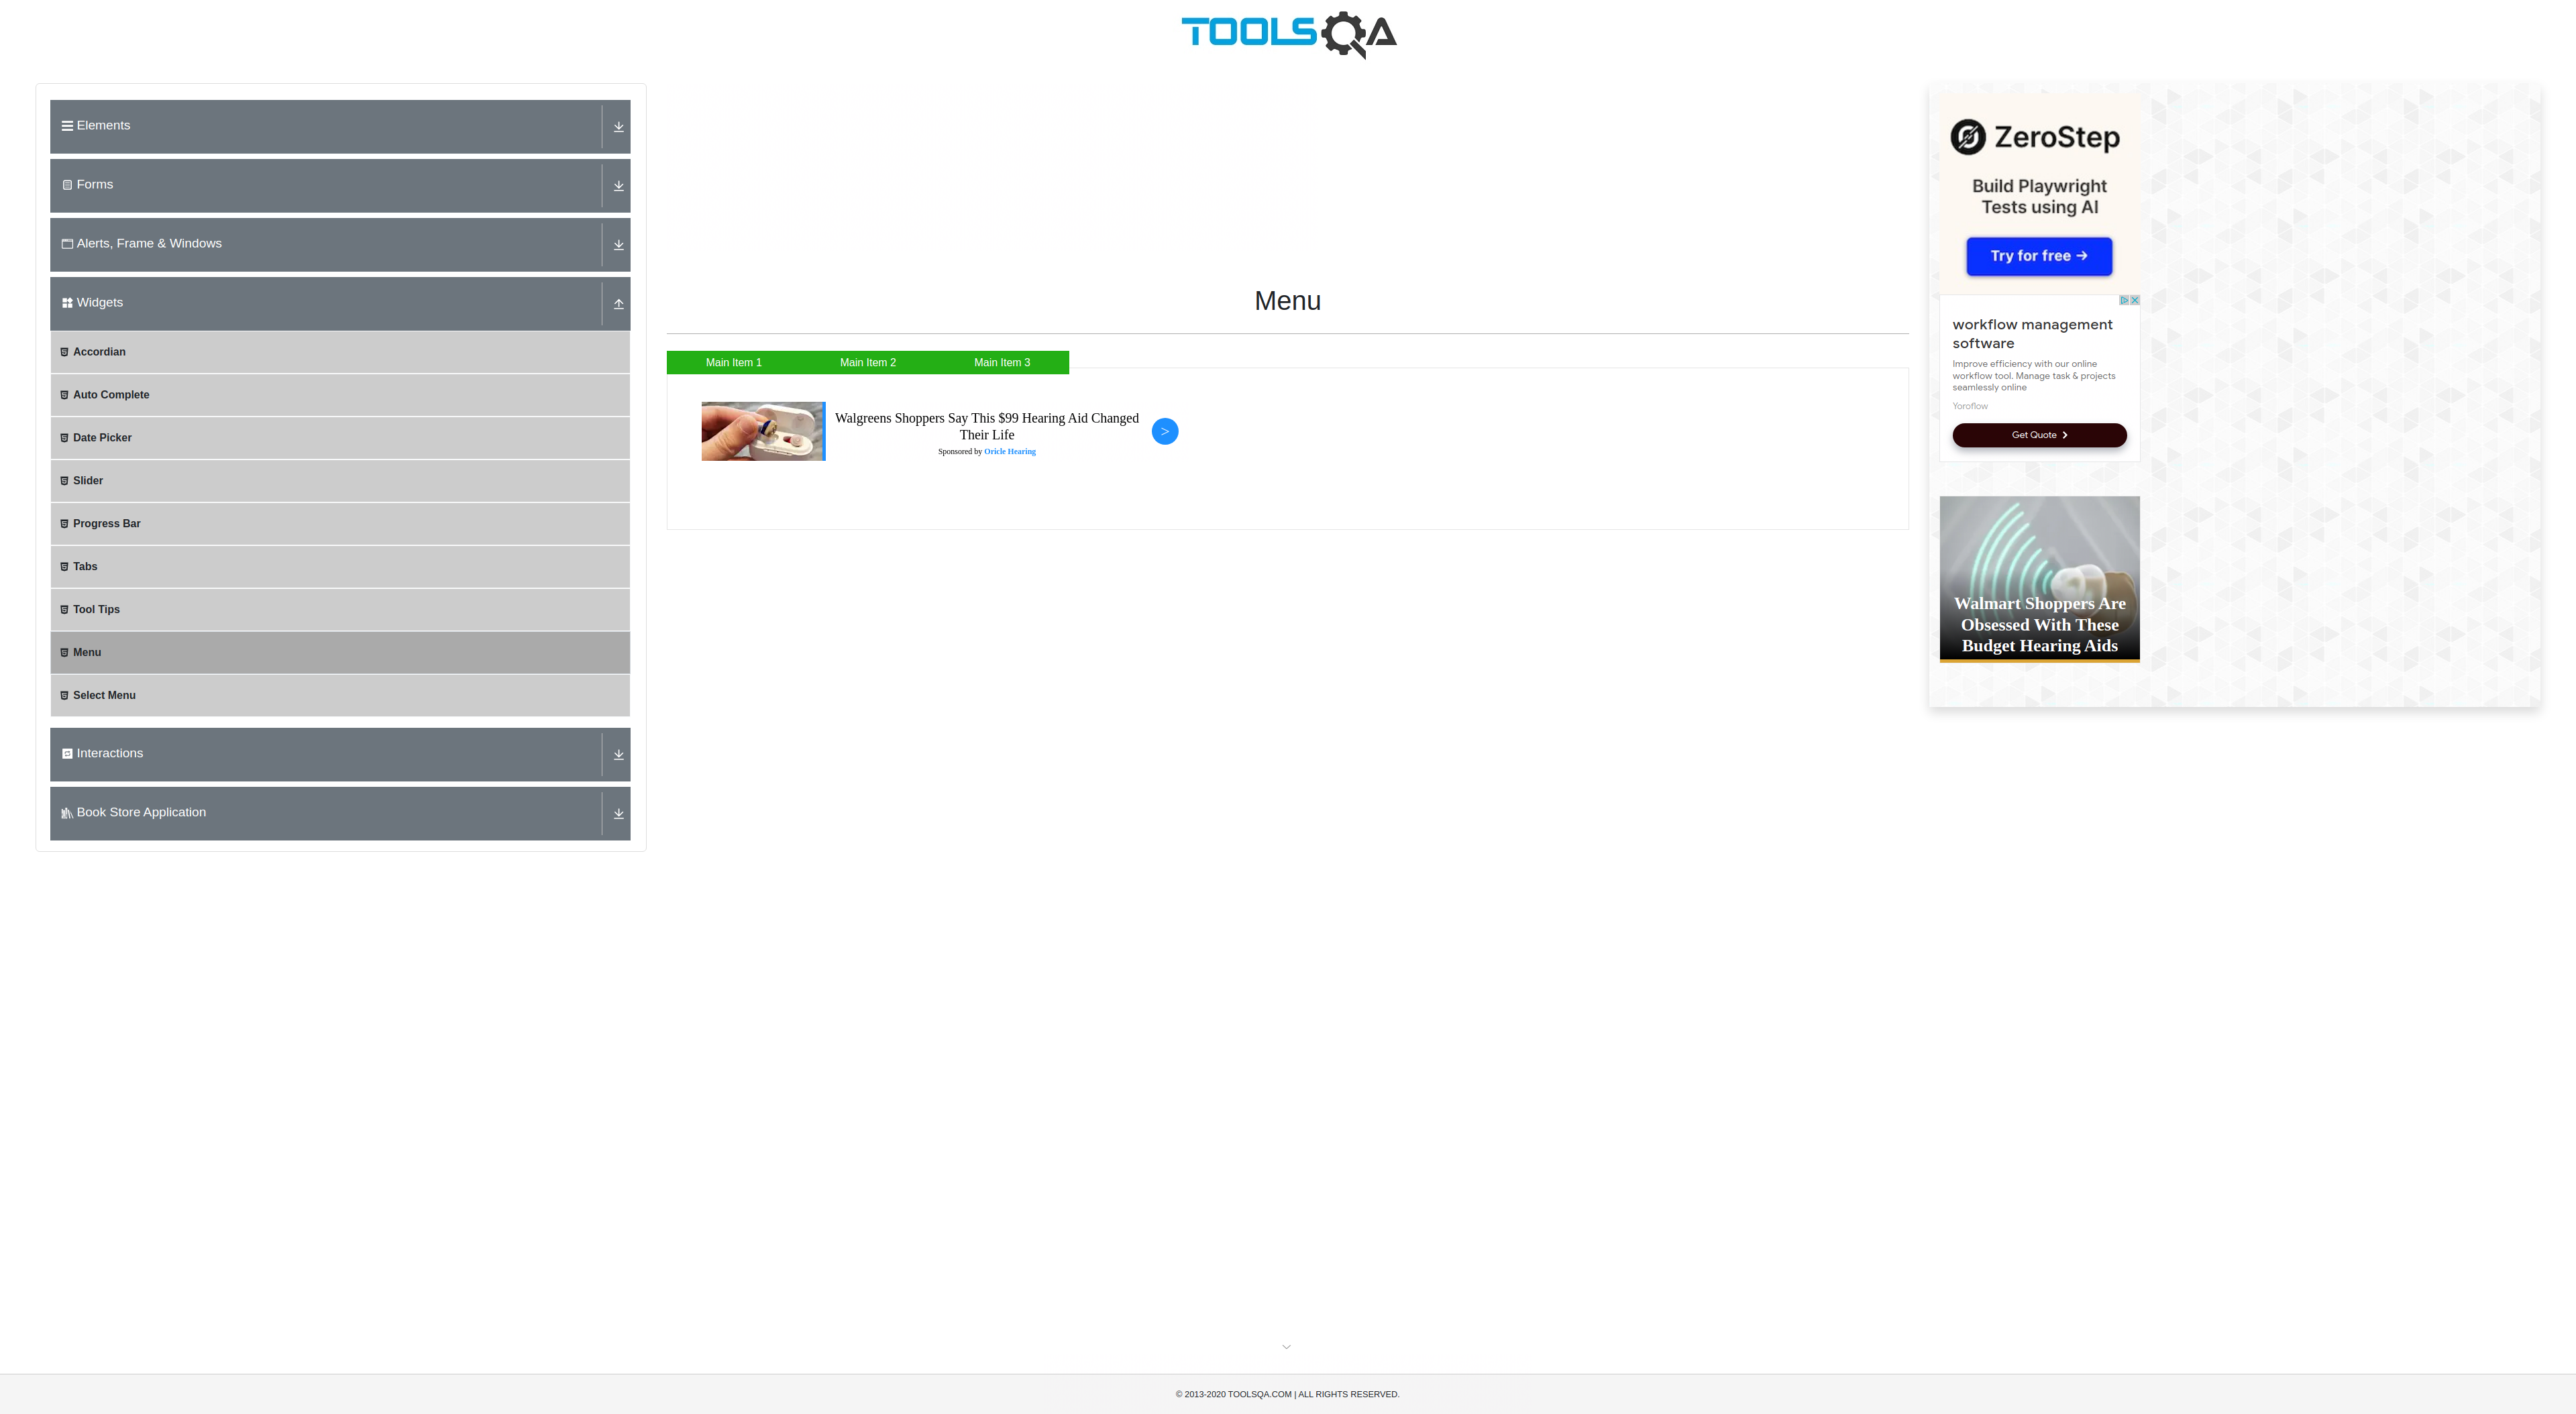 TOOLSQA
Elements
Forms
Alerts, Frame & Windows
Widgets
Accordian
Auto Complete
Date Picker
Slider
Progress Bar
Tabs
Tool Tips
Menu
Select Menu
Interactions
Book Store Application
Menu
Main Item 1
Main Item 2
Main Item 3
Walgreens Shoppers Say This $99 Hearing Aid Changed
Their Life
Sponsored by Oricle Hearing
>
ZeroStep
Build Playwright
Tests using AI
Try for free →
workflow management
software
Improve efficiency with our online
workflow tool. Manage task & projects
seamlessly online
Yoroflow
Get Quote
Walmart Shoppers Are
Obsessed With These
Budget Hearing Aids
© 2013-2020 TOOLSQA.COM | ALL RIGHTS RESERVED.